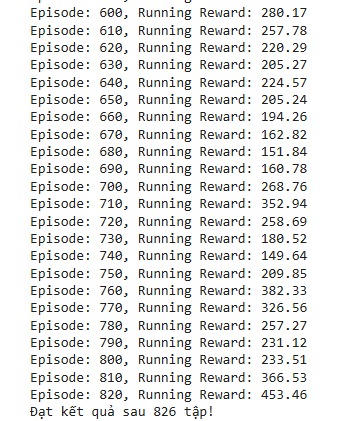 Episode: 600, Running Reward: 280.17
Episode: 610, Running Reward: 257.78
Episode: 620, Running Reward: 220.29
Episode: 630, Running Reward: 205.27
Episode: 640, Running Reward: 224.57
Episode: 650, Running Reward: 205.24
Episode: 660, Running Reward: 194.26
Episode: 670, Running Reward: 162.82
Episode: 680, Running Reward: 151.84
Episode: 690, Running Reward: 160.78
Episode: 700, Running Reward: 268.76
Episode: 710, Running Reward: 352.94
Episode: 720, Running Reward: 258.69
Episode: 730, Running Reward: 180.52
Episode: 740, Running Reward: 149.64
Episode: 750, Running Reward: 209.85
Episode: 760, Running Reward: 382.33
Episode: 770, Running Reward: 326.56
Episode: 780, Running Reward: 257.27
Episode: 790, Running Reward: 231.12
Episode: 800, Running Reward: 233.51
Episode: 810, Running Reward: 366.53
Episode: 820, Running Reward: 453.46
Đạt kết quả sau 826 tập!